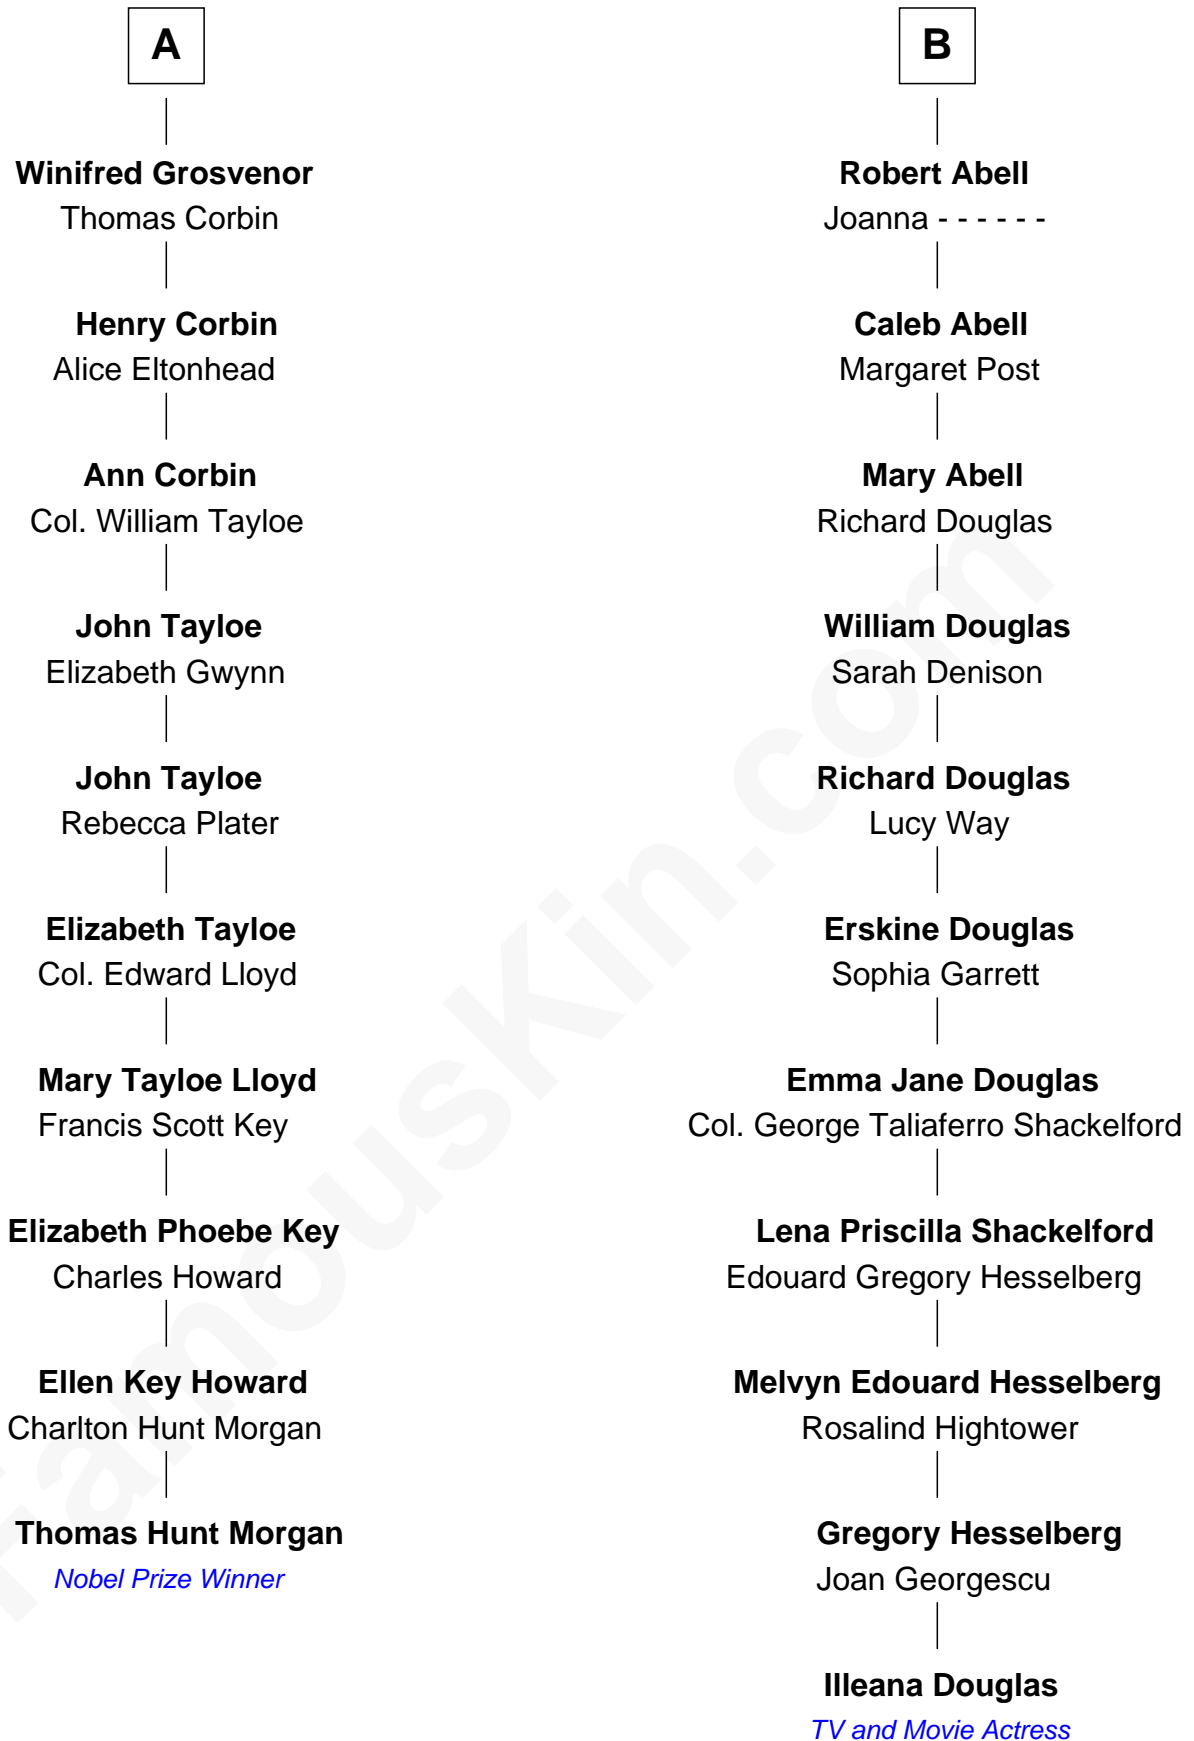 A
Winifred Grosvenor
Thomas Corbin
Henry Corbin
Alice Eltonhead
Ann Corbin
Col. William Tayloe
John Tayloe
Elizabeth Gwynn
John Tayloe
Rebecca Plater
Elizabeth Tayloe
Col. Edward Lloyd
Mary Tayloe Lloyd
Francis Scott Key
Elizabeth Phoebe Key
Charles Howard
Ellen Key Howard
Charlton Hunt Morgan
Thomas Hunt Morgan
Nobel Prize Winner
B
Robert Abell
Joanna - - - - - -
Caleb Abell
Margaret Post
Mary Abell
Richard Douglas
William Douglas
Sarah Denison
Richard Douglas
Lucy Way
Erskine Douglas
Sophia Garrett
Emma Jane Douglas
Col. George Taliaferro Shackelford
Lena Priscilla Shackelford
Edouard Gregory Hesselberg
Melvyn Edouard Hesselberg
Rosalind Hightower
Gregory Hesselberg
Joan Georgescu
Illeana Douglas
TV and Movie Actress
FamousKin.com